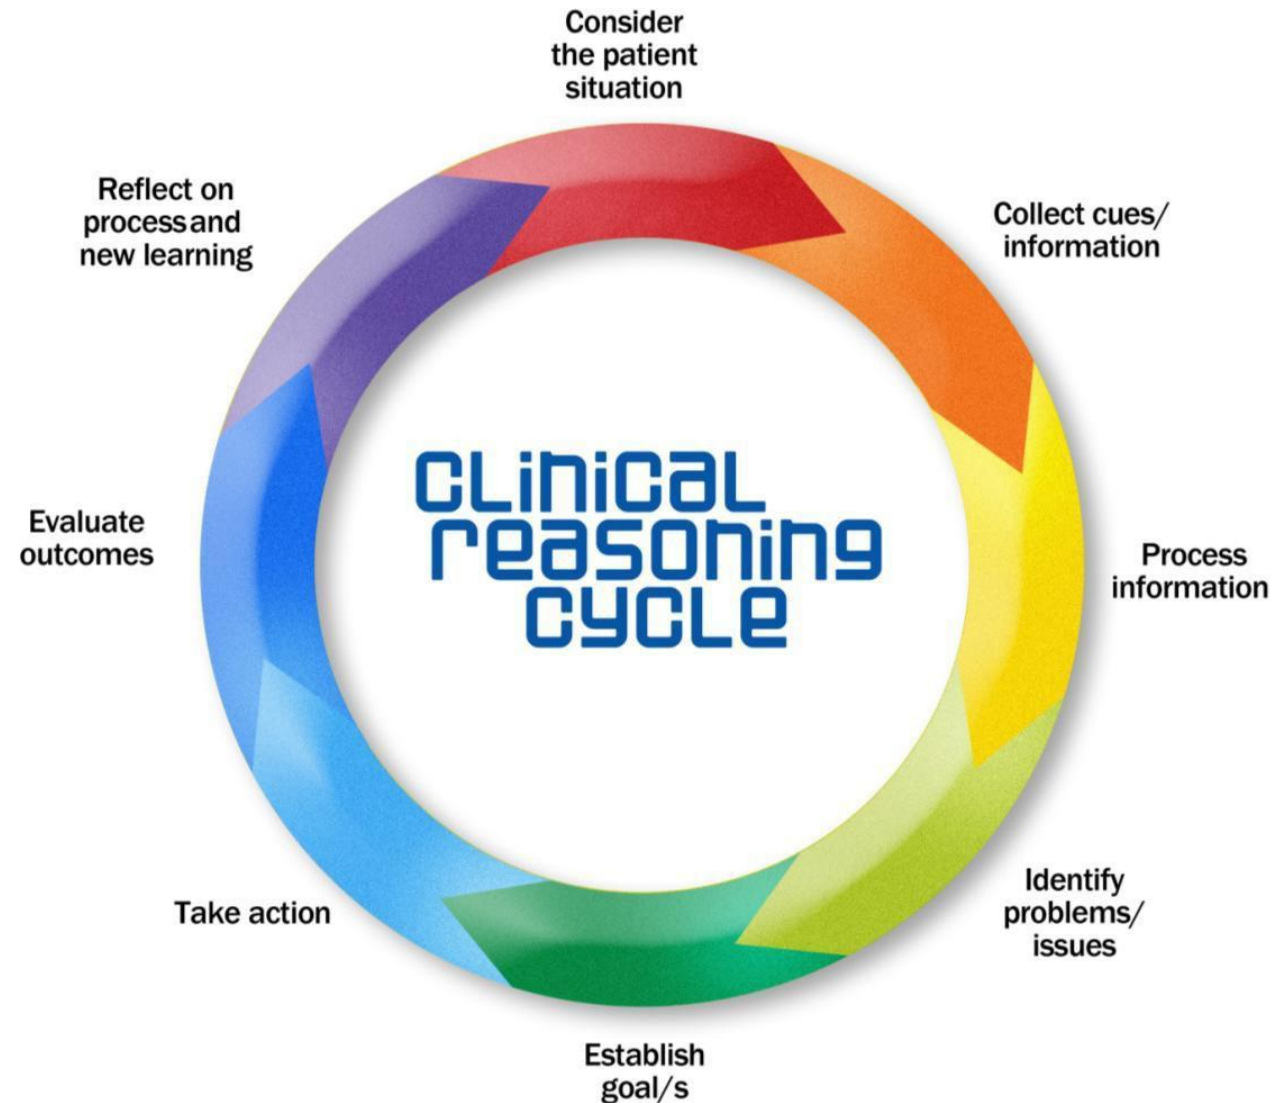 Consider
the patient
situation
Collect cues/
information
Process
information
Identify
problems/
issues
Establish
goal/s
Take action
Evaluate
outcomes
Reflect on
process and
new learning
CLiniCaL
reasoning
CYCLe